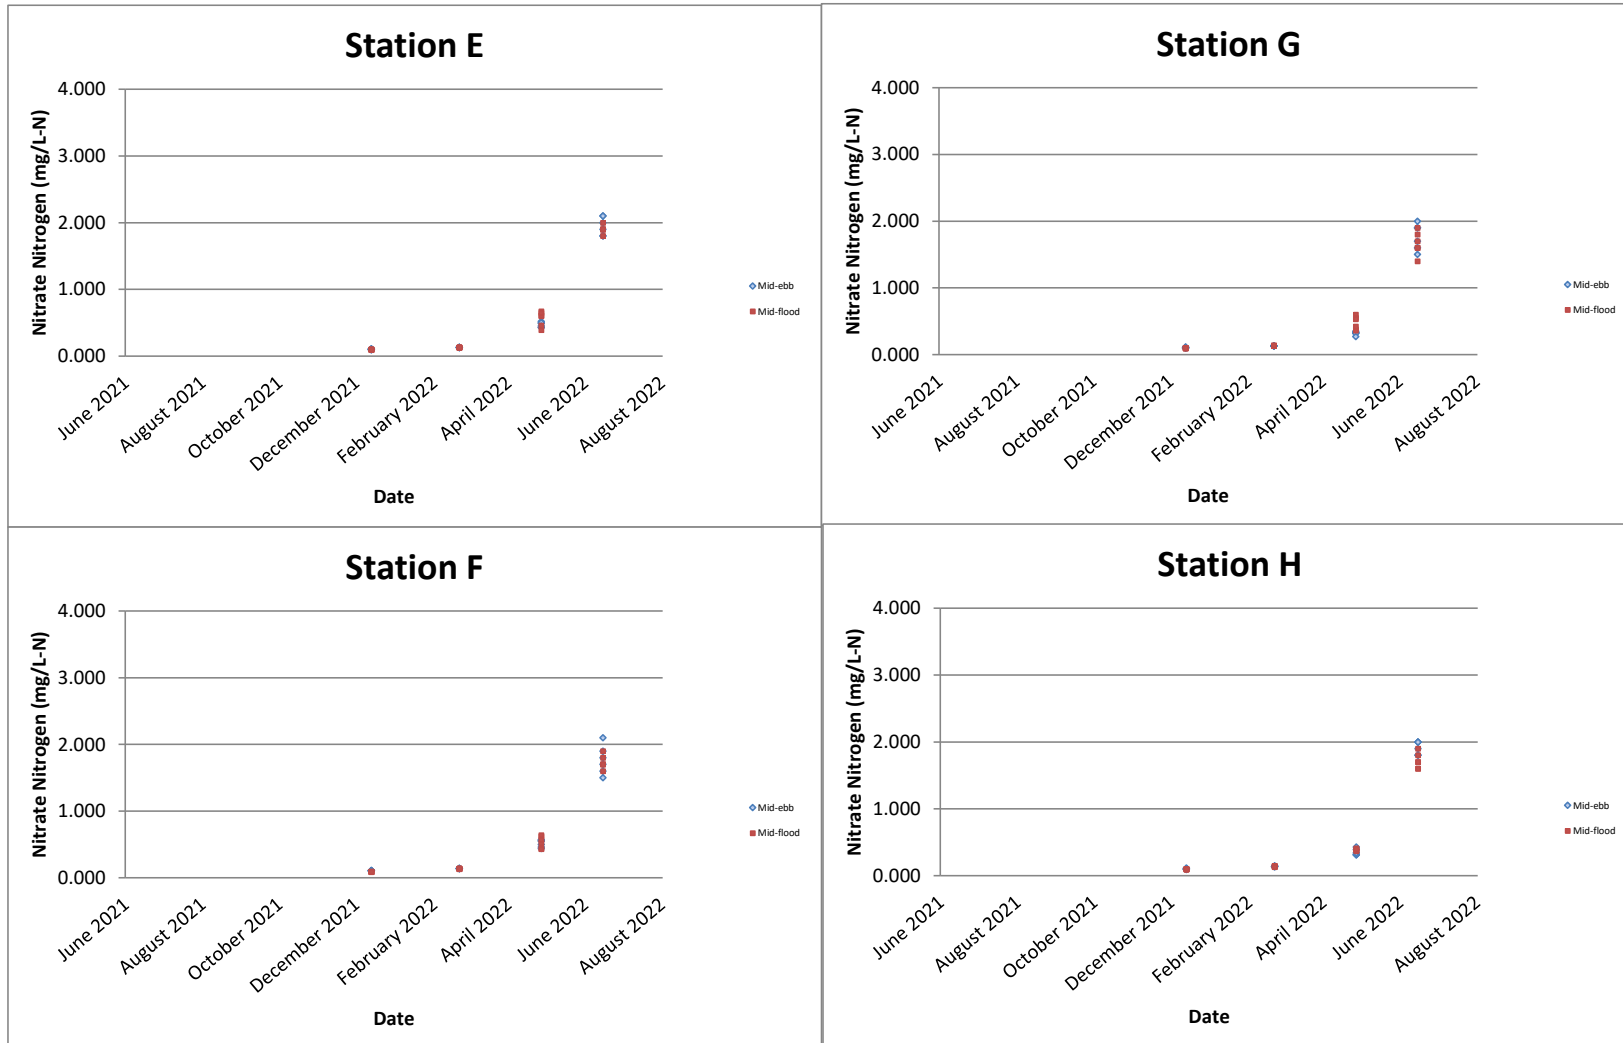 Station E
4.000
3.000
2.000
1.000
0.000
Nitrate Nitrogen (mg/L-N)
June 2021
August 2021
October 2021
December 2021
February 2022
April 2022
June 2022
August 2022
Date
Mid-ebb
Mid-flood
Station G
4.000
3.000
2.000
1.000
0.000
Nitrate Nitrogen (mg/L-N)
June 2021
August 2021
October 2021
December 2021
February 2022
April 2022
June 2022
August 2022
Date
Mid-ebb
Mid-flood
Station F
4.000
3.000
2.000
1.000
0.000
Nitrate Nitrogen (mg/L-N)
June 2021
August 2021
October 2021
December 2021
February 2022
April 2022
June 2022
August 2022
Date
Mid-ebb
Mid-flood
Station H
4.000
3.000
2.000
1.000
0.000
Nitrate Nitrogen (mg/L-N)
June 2021
August 2021
October 2021
December 2021
February 2022
April 2022
June 2022
August 2022
Date
Mid-ebb
Mid-flood